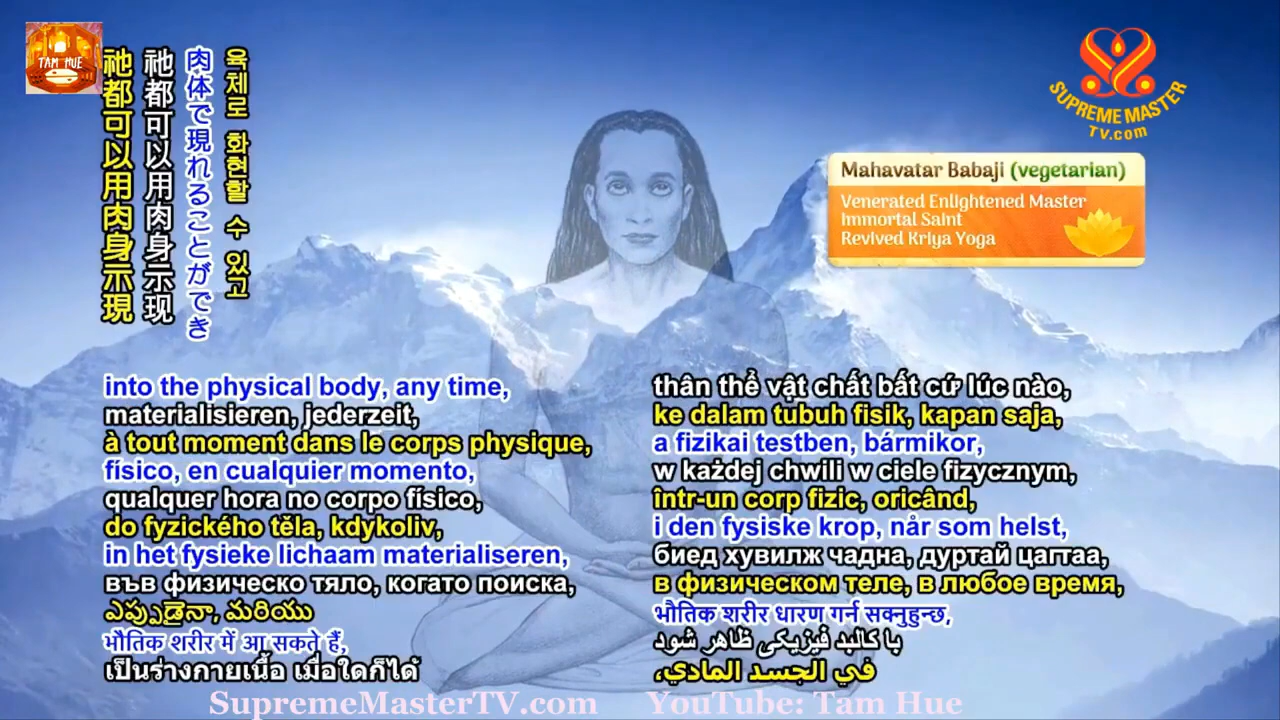 TAM HUE
祂都可以用肉身示現
祂都可以用肉身示现
肉体で現れることができ
육체로 화현할 수 있고
SUPREME MASTER
TV.com
Mahavatar Babaji (vegetarian)
Venerated Enlightened Master
Immortal Saint
Revived Kriya Yoga
into the physical body, any time,
materialisieren, jederzeit,
à tout moment dans le corps physique,
físico, en cualquier momento,
qualquer hora no corpo físico,
do fyzického těla, kdykoliv,
in het fysieke lichaam materialiseren,
във физическо тяло, когато поиска,
ఎప్పుడైనా, మరియు
भौतिक शरीर में आ सकते हैं,
เป็นร่างกายเนื้อ เมื่อใดก็ได้
thân thể vật chất bất cứ lúc nào,
ke dalam tubuh fisik, kapan saja,
a fizikai testben, bármikor,
w każdej chwili w ciele fizycznym,
într-un corp fizic, oricând,
i den fysiske krop, når som helst,
биед хувилж чадна, дуртай цагтаа,
в физическом теле, в любое время,
भौतिक शरीर धारण गर्न सक्नुहुन्छ,
با کالبد فیزیکی ظاهر شود
في الجسد المادي،
SupremeMasterTV.com
YouTube: Tam Hue